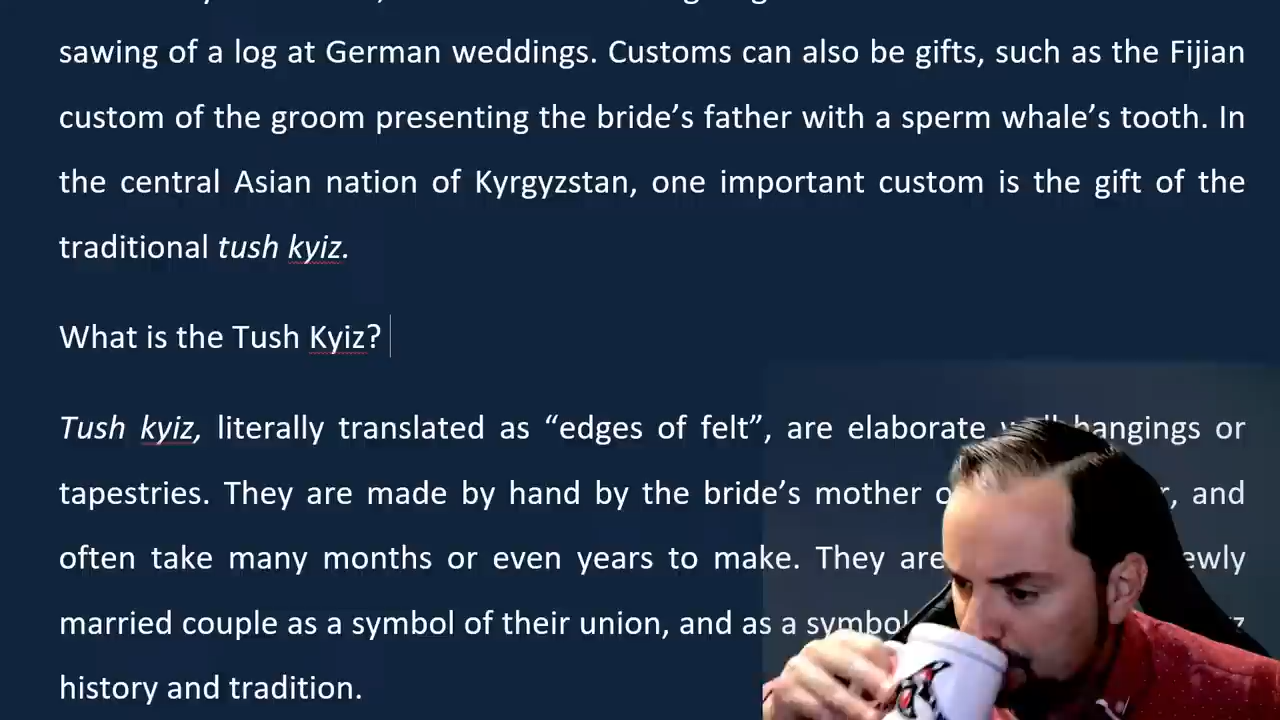 sawing of a log at German weddings. Customs can also be gifts, such as the Fijian
custom of the groom presenting the bride’s father with a sperm whale’s tooth. In
the central Asian nation of Kyrgyzstan, one important custom is the gift of the
traditional tush kyiz.
What is the Tush Kyiz?
Tush kyiz, literally translated as “edges of felt”, are elaborate hangings or
tapestries. They are made by hand by the bride’s mother and
often take many months or even years to make. They are
married couple as a symbol of their union, and as a symbol
history and tradition.